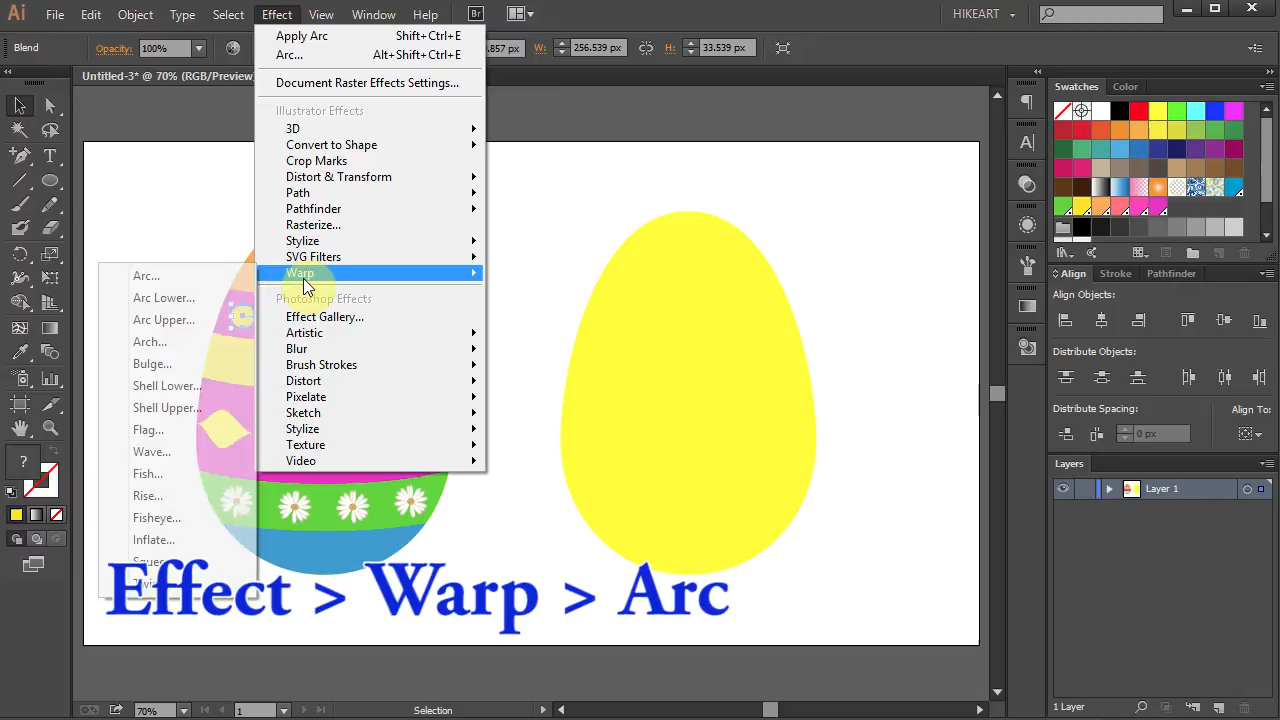 Ai File Edit Object Type Select Effect View Window Help Br HIKEART
Blend Opacity: 100% .857 px W: 256.539 px H: 33.539 px
Untitled-3* @ 70% (RGB/Preview)
Apply Arc Shift+Ctrl+E
Arc... Alt+Shift+Ctrl+E
Document Raster Effects Settings...
Illustrator Effects
3D
Convert to Shape
Crop Marks
Distort & Transform
Path
Pathfinder
Rasterize...
Stylize
SVG Filters
Warp
Photoshop Effects
Effect Gallery...
Artistic
Blur
Brush Strokes
Distort
Pixelate
Sketch
Stylize
Texture
Video
Arc...
Arc Lower...
Arc Upper...
Arch...
Bulge...
Shell Lower...
Shell Upper...
Flag...
Wave...
Fish...
Rise...
Fisheye...
Inflate...
Effect > Warp > Arc
Swatches Color
Align Stroke Pathfinder
Align Objects:
Distribute Objects:
Distribute Spacing: Align To:
0 px
Layers
Layer 1
1 Layer
?
70% 1 Selection